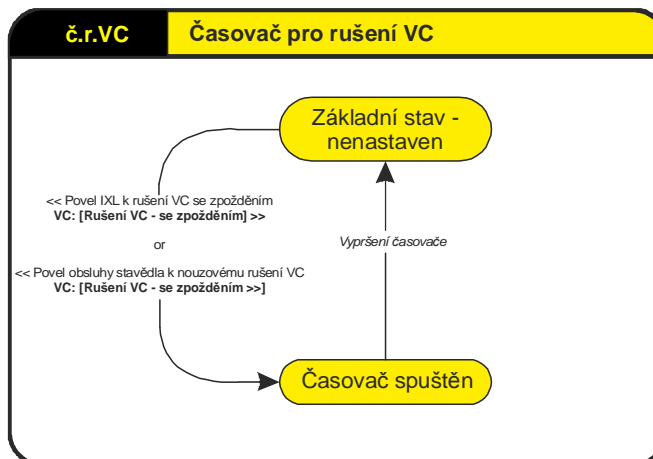 č.r.VC
Časovač pro rušení VC
Základní stav -
nenastaven
<< Povel IXL k rušení VC se zpožděním
VC: [Rušení VC - se zpožděním] >>
or
<< Povel obsluhy stavědla k nouzovému rušení VC
VC: [Rušení VC - se zpožděním >>]
Vypršení časovače
Časovač spuštěn